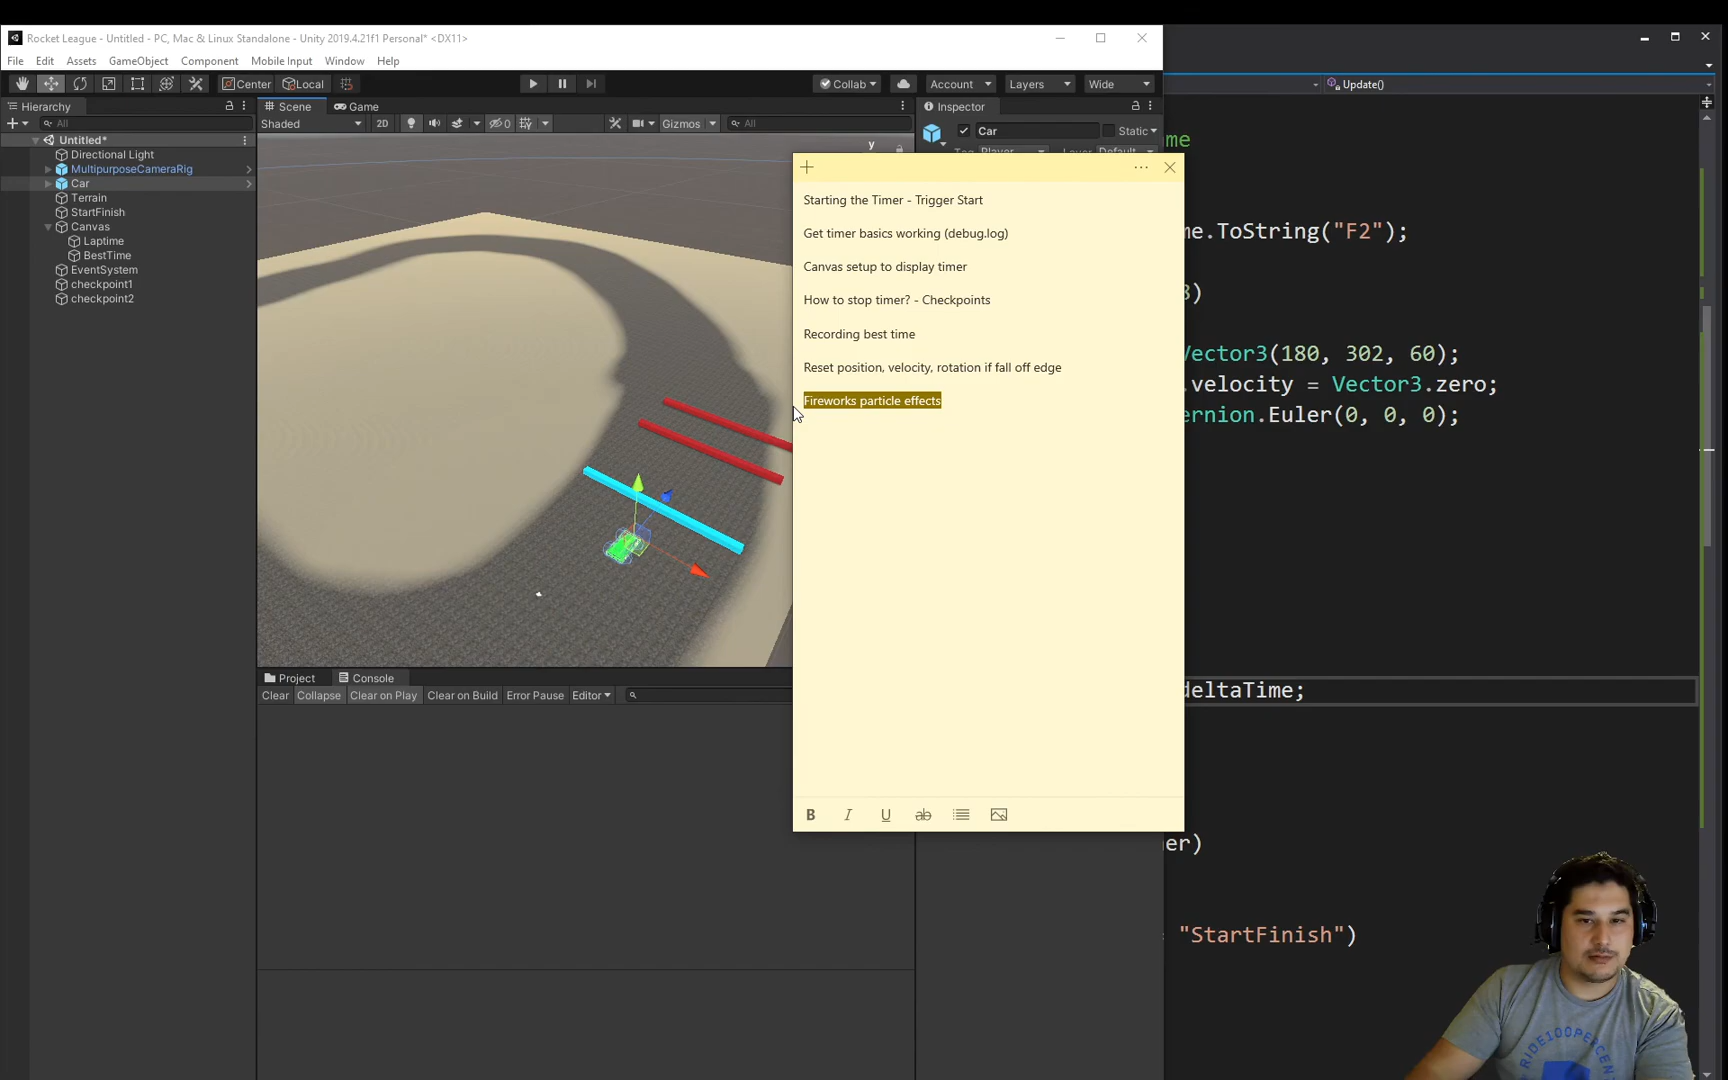 Rocket League - Untitled - PC, Mac & Linux Standalone - Unity 2019.4.21f1 Personal* <DX11>
File Edit Assets GameObject Component Mobile Input Window Help
Center Local Collab Account Layers Wide
Hierarchy Scene Game Inspector
All Shaded 2D 0 Gizmos All
Car Static
Untitled*
Directional Light
MultipurposeCameraRig
Car
Terrain
StartFinish
Canvas
Laptime
BestTime
EventSystem
checkpoint1
checkpoint2
y
Starting the Timer - Trigger Start
Get timer basics working (debug.log)
Canvas setup to display timer
How to stop timer? - Checkpoints
Recording best time
Reset position, velocity, rotation if fall off edge
Fireworks particle effects
B I U ab
Project Console
Clear Collapse Clear on Play Clear on Build Error Pause Editor
Update()
me
me.ToString("F2");
Vector3(180, 302, 60);
.velocity = Vector3.zero;
ernion.Euler(0, 0, 0);
deltaTime;
er)
"StartFinish")
RIDE100PERCENT